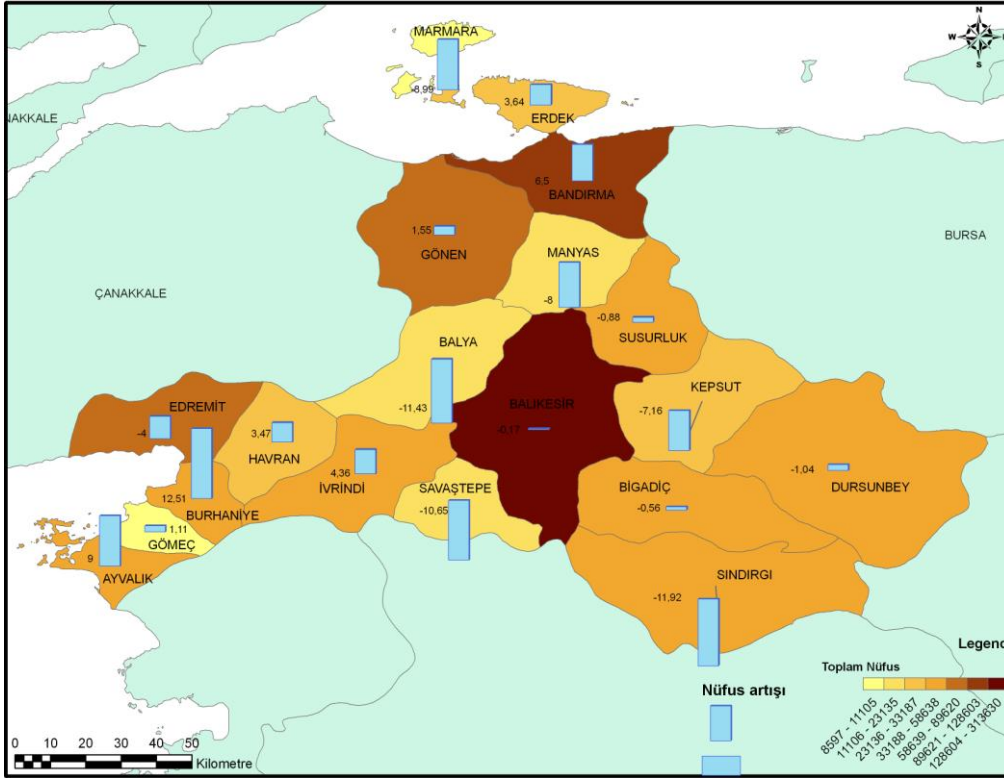 N
W
S
MARMARA
-8,99
3,64
ERDEK
NAKKALE
6,5
BANDIRMA
1,55
GÖNEN
BURSA
MANYAS
-8
ÇANAKKALE
-0,88
SUSURLUK
BALYA
-11,43
KEPSUT
-7,16
EDREMİT
-4
BALIKESİR
-0,17
3,47
HAVRAN
4,36
İVRİNDİ
-1,04
DURSUNBEY
SAVAŞTEPE
-10,65
BİGADİÇ
-0,56
12,51
BURHANİYE
1,11
GÖMEÇ
9
AYVALIK
SINDIRGI
-11,92
Legend
Toplam Nüfus
8597 - 11105
11106 - 23135
23136 - 33187
33188 - 58638
58639 - 89620
89621 - 128603
128604 - 313630
Nüfus artışı
0 10 20 30 40 50
Kilometre